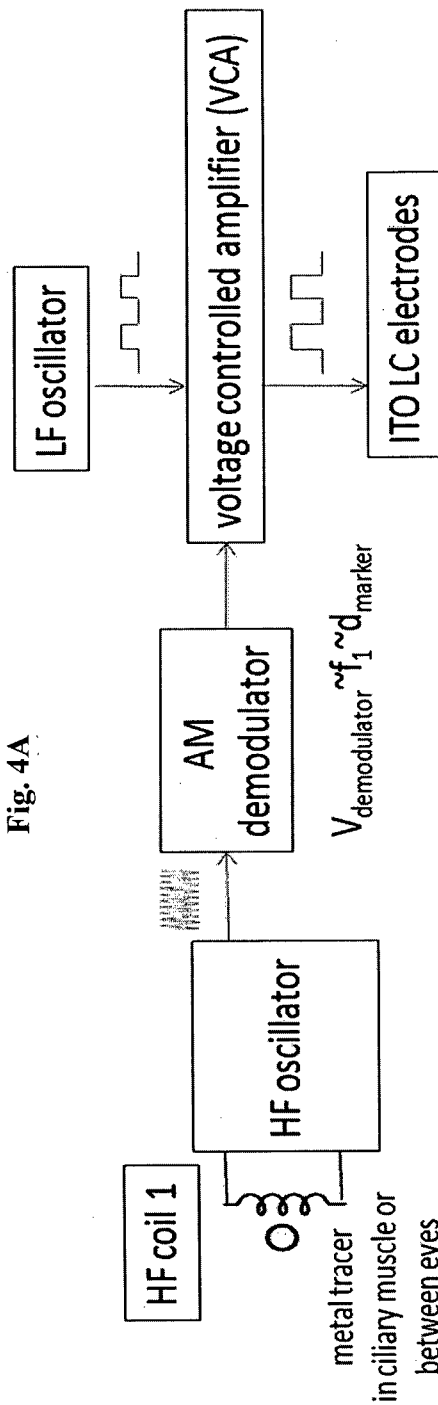 Fig. 4A
HF coil 1
metal tracer
in ciliary muscle or
between eyes
HF oscillator
AM
demodulator
V_demodulator ~f_1 ~d_marker
LF oscillator
voltage controlled amplifier (VCA)
ITO LC electrodes